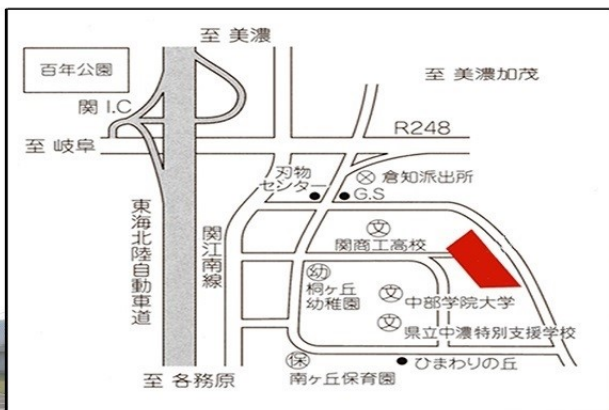 至 美濃
百年公園
至 美濃加茂
関 I.C
R248
至 岐阜
刃物
センター
倉知派出所
G.S
東海北陸自動車道
関江南線
文
関商工高校
幼
桐ヶ丘
幼稚園
文
中部学院大学
文
県立中濃特別支援学校
保
南ヶ丘保育園
ひまわりの丘
至 各務原